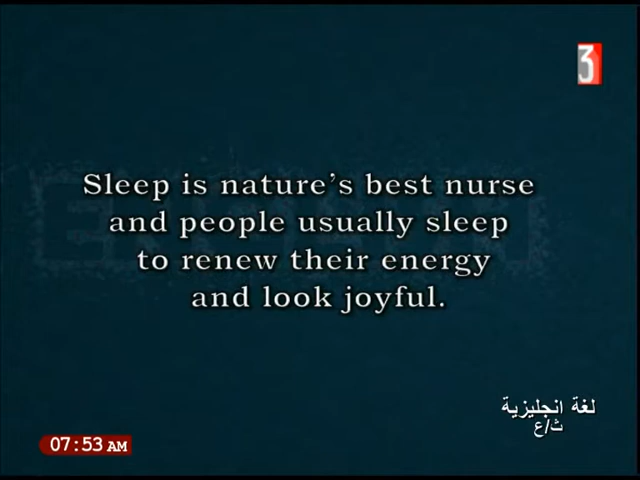 3
Sleep is nature's best nurse
and people usually sleep
to renew their energy
and look joyful.
لغة انجليزية
ث/ع
07:53 AM